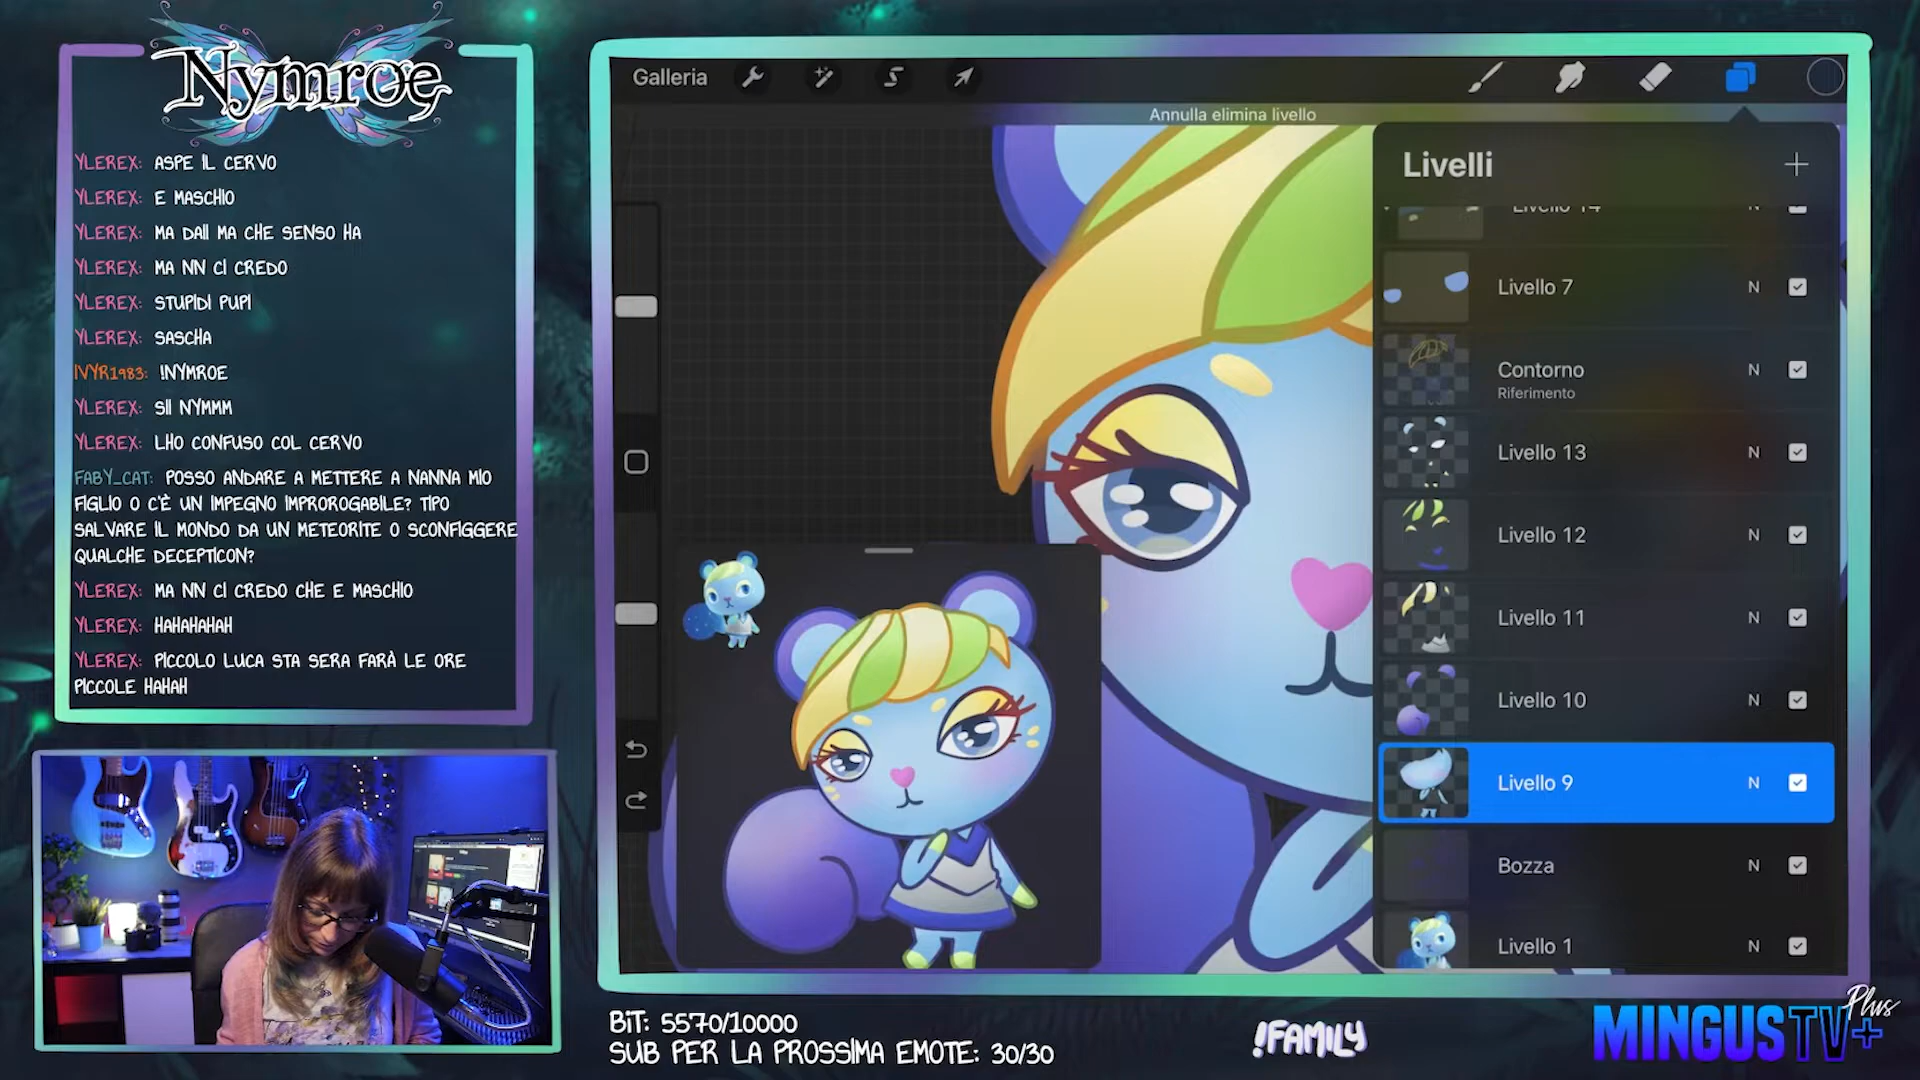 Nymroe
YLEREX: ASPE IL CERVO
YLEREX: E MASCHIO
YLEREX: MA DAII MA CHE SENSO HA
YLEREX: MA NN CI CREDO
YLEREX: STUPIDI PUPI
YLEREX: SASCHA
IVYR1983: !NYMROE
YLEREX: SII NYMMM
YLEREX: LHO CONFUSO COL CERVO
FABY_CAT: POSSO ANDARE A METTERE A NANNA MIO
FIGLIO O C'È UN IMPEGNO IMPROROGABILE? TIPO
SALVARE IL MONDO DA UN METEORITE O SCONFIGGERE
QUALCHE DECEPTICON?
YLEREX: MA NN CI CREDO CHE E MASCHIO
YLEREX: HAHAHAHAH
YLEREX: PICCOLO LUCA STA SERA FARÀ LE ORE
PICCOLE HAHAH
Galleria
Annulla elimina livello
Livelli
Livello 14 N
Livello 7 N
Contorno N
Riferimento
Livello 13 N
Livello 12 N
Livello 11 N
Livello 10 N
Livello 9 N
Bozza N
Livello 1 N
BIT: 5570/10000
SUB PER LA PROSSIMA EMOTE: 30/30
!FAMILY
MINGUSTV+
Plus